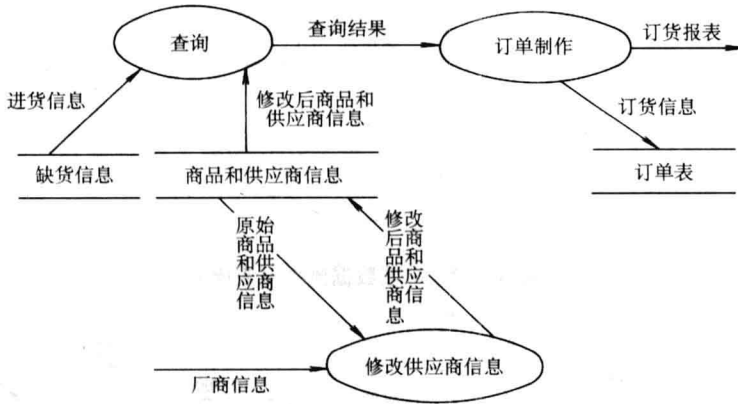 查询
查询结果
订单制作
订货报表
进货信息
修改后商品和
供应商信息
订货信息
缺货信息
商品和供应商信息
订单表
原始
商品
和供
应商
信息
修改
后商
品和
供应
商信
息
厂商信息
修改供应商信息